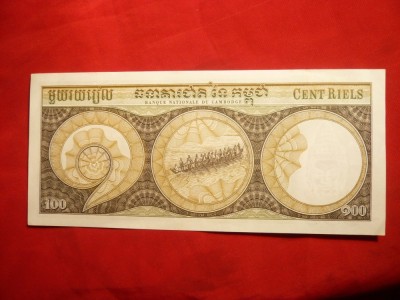 មួយរយរៀល
ធនាគារជាតិនៃកម្ពុជា
CENT RIELS
BANQUE NATIONALE DU CAMBODGE
100
១០០